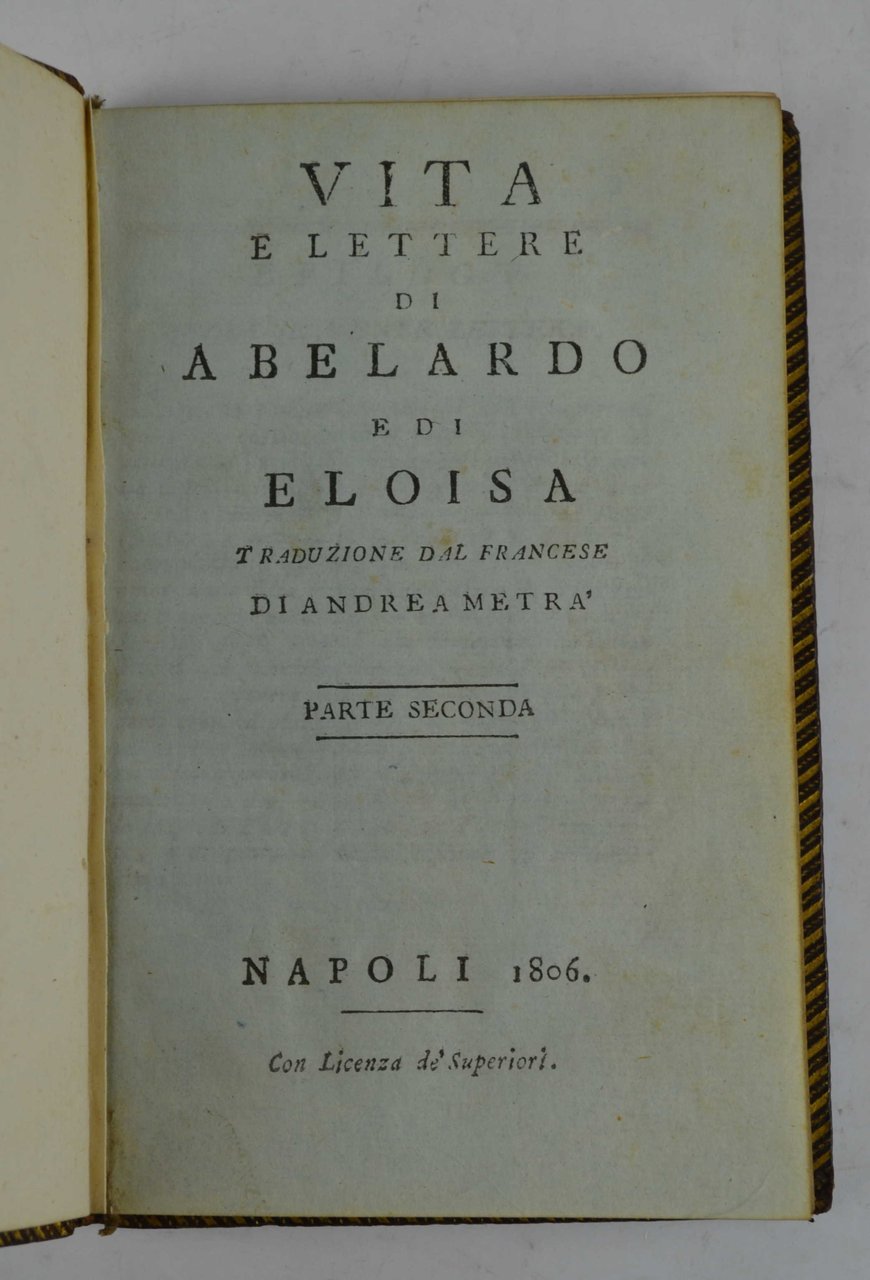 VITA
E LETTERE
DI
ABELARDO
E DI
ELOISA
TRADUZIONE DAL FRANCESE
DI ANDREA METRA'
PARTE SECONDA
NAPOLI 1806.
Con Licenza de' Superiori.